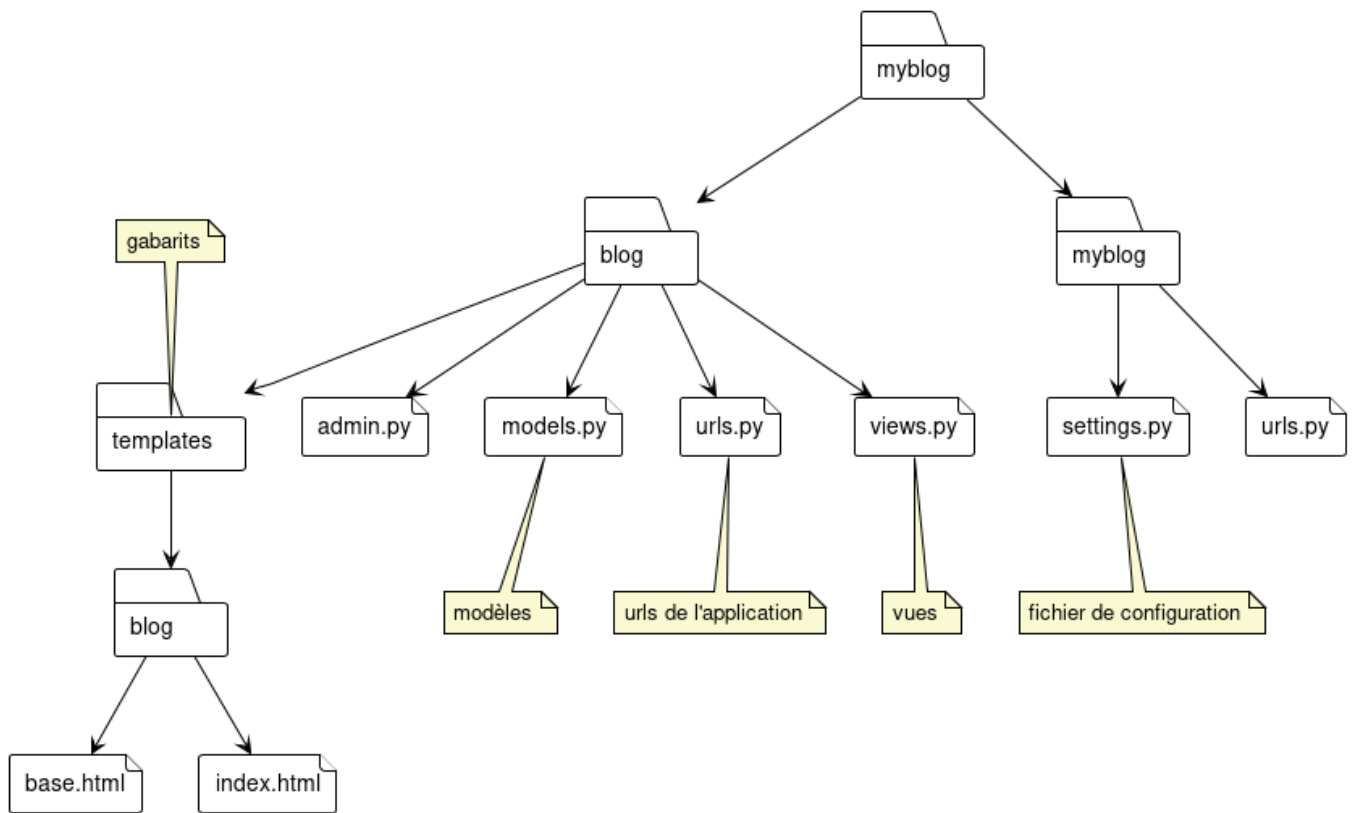 myblog
gabarits
blog
myblog
templates
admin.py
models.py
urls.py
views.py
settings.py
urls.py
blog
modèles
urls de l'application
vues
fichier de configuration
base.html
index.html